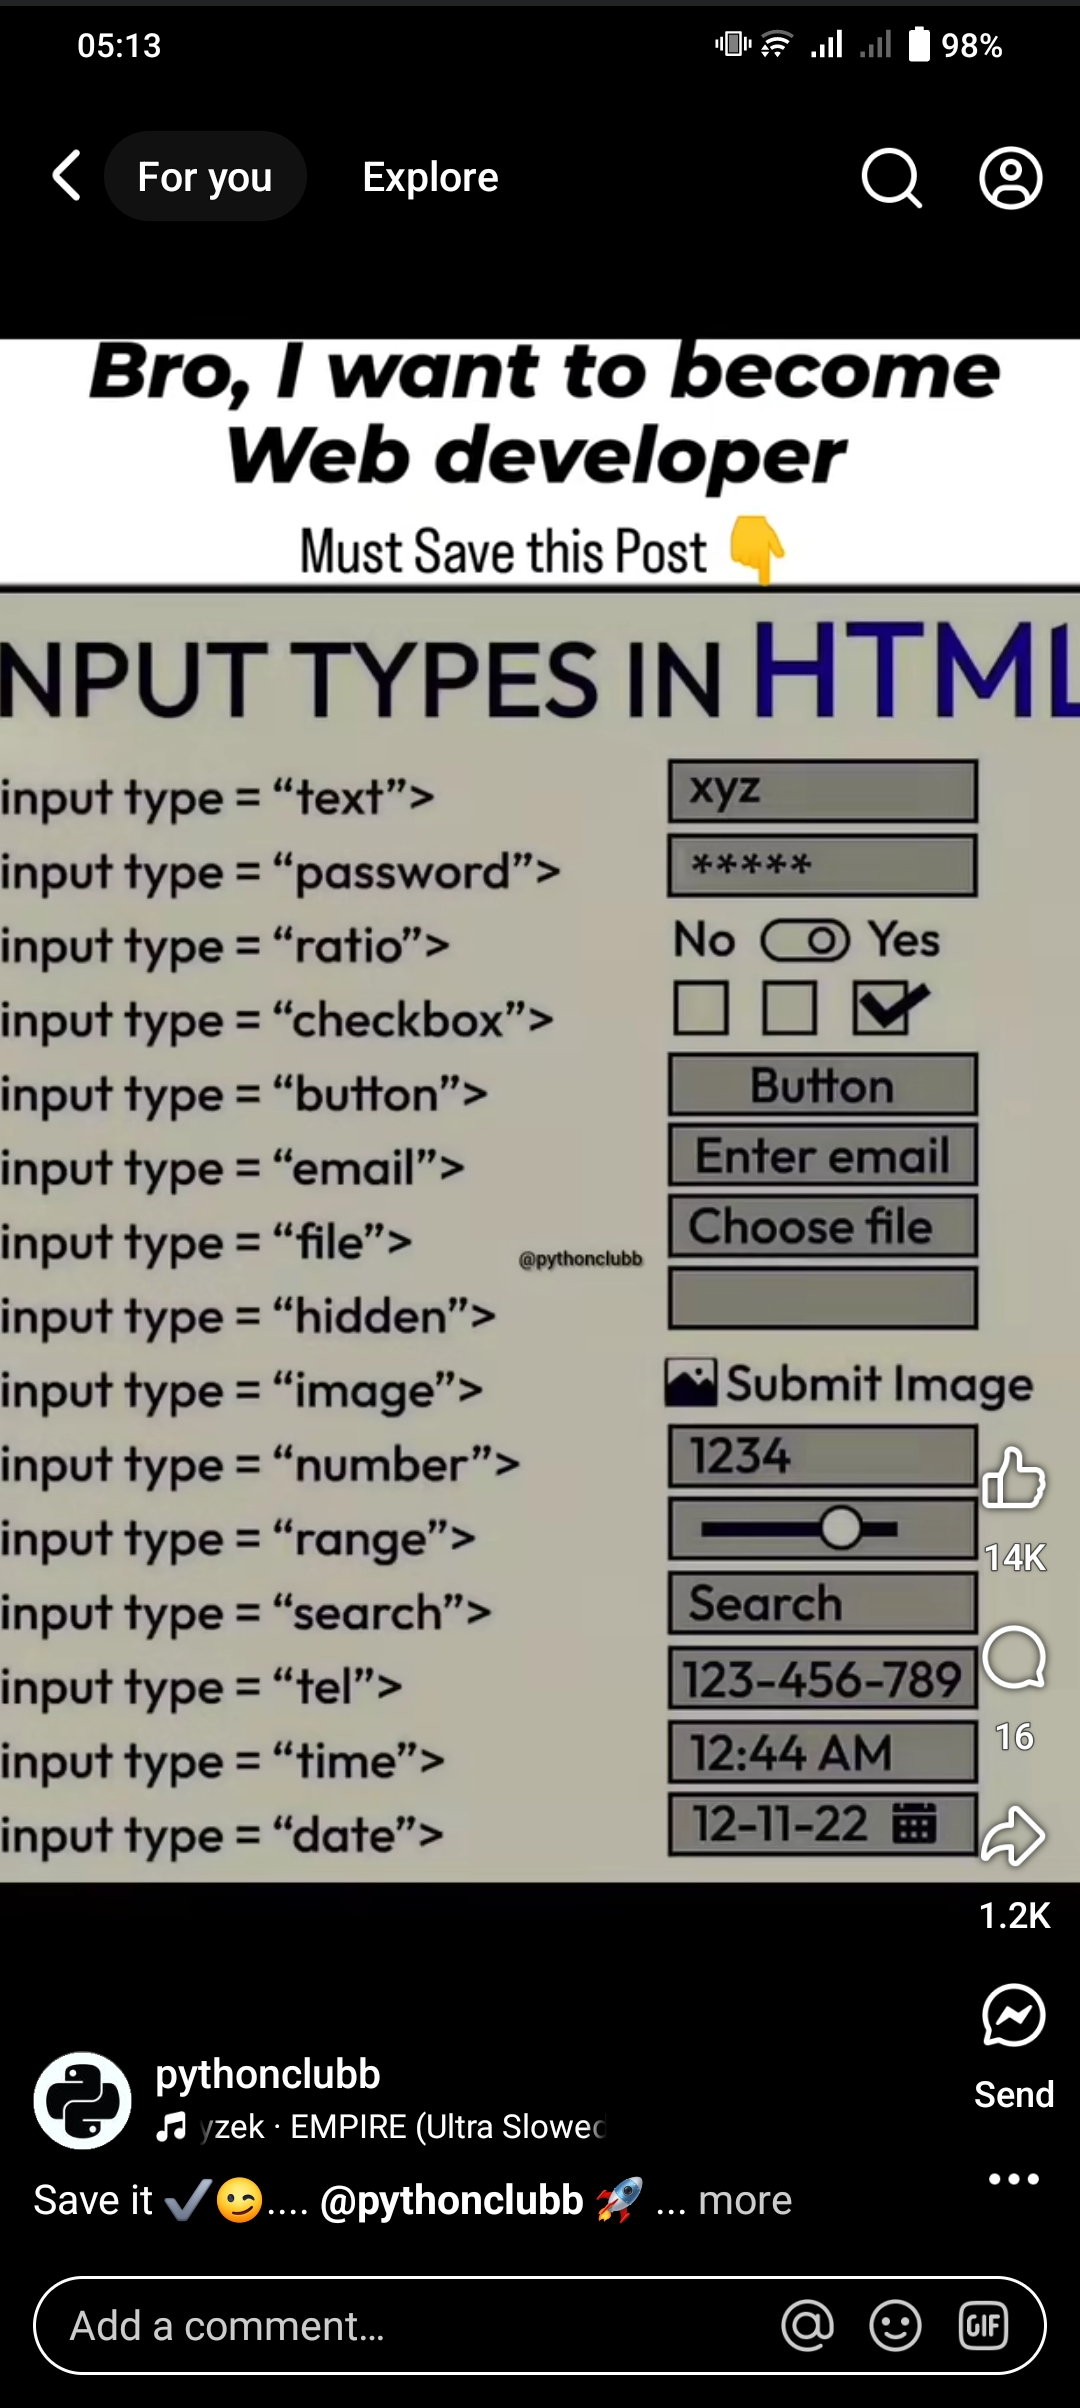 05:13
98%
For you
Explore
Bro, I want to become
Web developer
Must Save this Post 👇
NPUT TYPES IN HTML
input type = “text”> xyz
input type = “password”> *****
input type = “ratio”> No Yes
input type = “checkbox”>
input type = “button”> Button
input type = “email”> Enter email
input type = “file”> Choose file
@pythonclubb
input type = “hidden”>
input type = “image”> Submit Image
input type = “number”> 1234
input type = “range”>
14K
input type = “search”> Search
input type = “tel”> 123-456-789
16
input type = “time”> 12:44 AM
input type = “date”> 12-11-22
1.2K
Send
pythonclubb
yzek · EMPIRE (Ultra Slowed
Save it ✔️😉.... @pythonclubb 🚀 ... more
Add a comment...
GIF